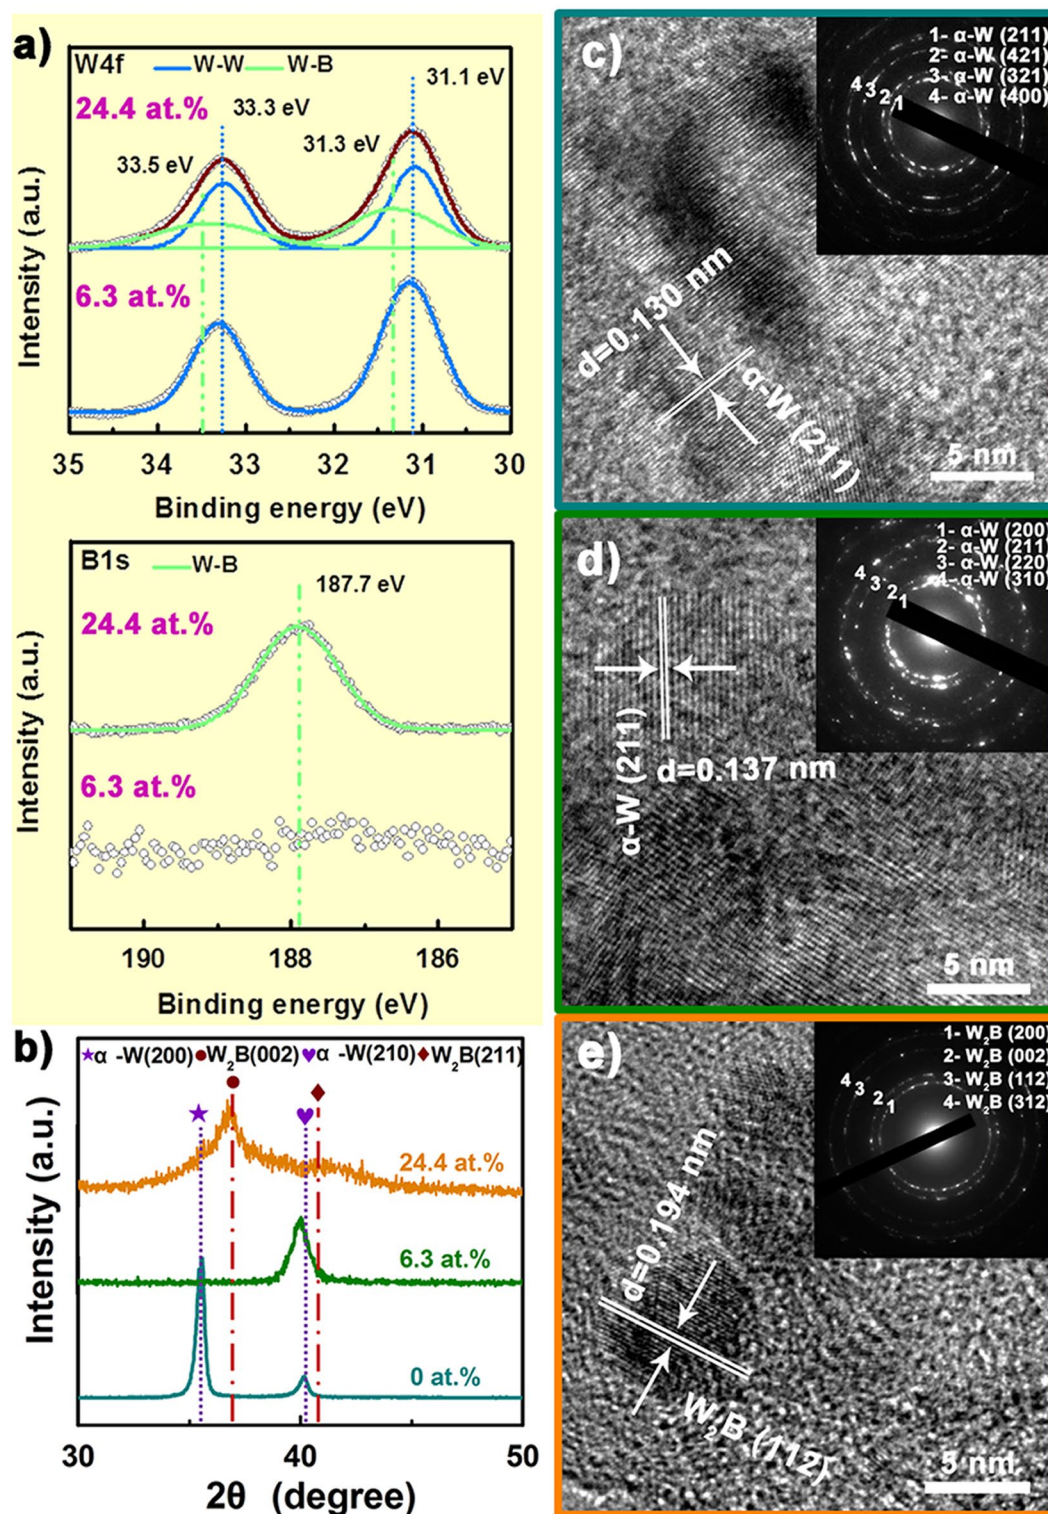 a)
W4f W-W W-B
31.1 eV
24.4 at.%
33.3 eV
33.5 eV
31.3 eV
6.3 at.%
Intensity (a.u.)
35 34 33 32 31 30
Binding energy (eV)
B1s W-B
187.7 eV
24.4 at.%
6.3 at.%
Intensity (a.u.)
190 188 186
Binding energy (eV)
b)
α -W(200) W2B(002) α -W(210) W2B(211)
24.4 at.%
6.3 at.%
0 at.%
Intensity (a.u.)
30 40 50
2θ (degree)
c)
1- α-W (211)
2- α-W (421)
3- α-W (321)
4- α-W (400)
4 3 2 1
d=0.130 nm
α-W (211)
5 nm
d)
1- α-W (200)
2- α-W (211)
3- α-W (220)
4- α-W (310)
4 3 2 1
α-W (211)
d=0.137 nm
5 nm
e)
1- W2B (200)
2- W2B (002)
3- W2B (112)
4- W2B (312)
4 3 2 1
d=0.194 nm
W2B (112)
5 nm